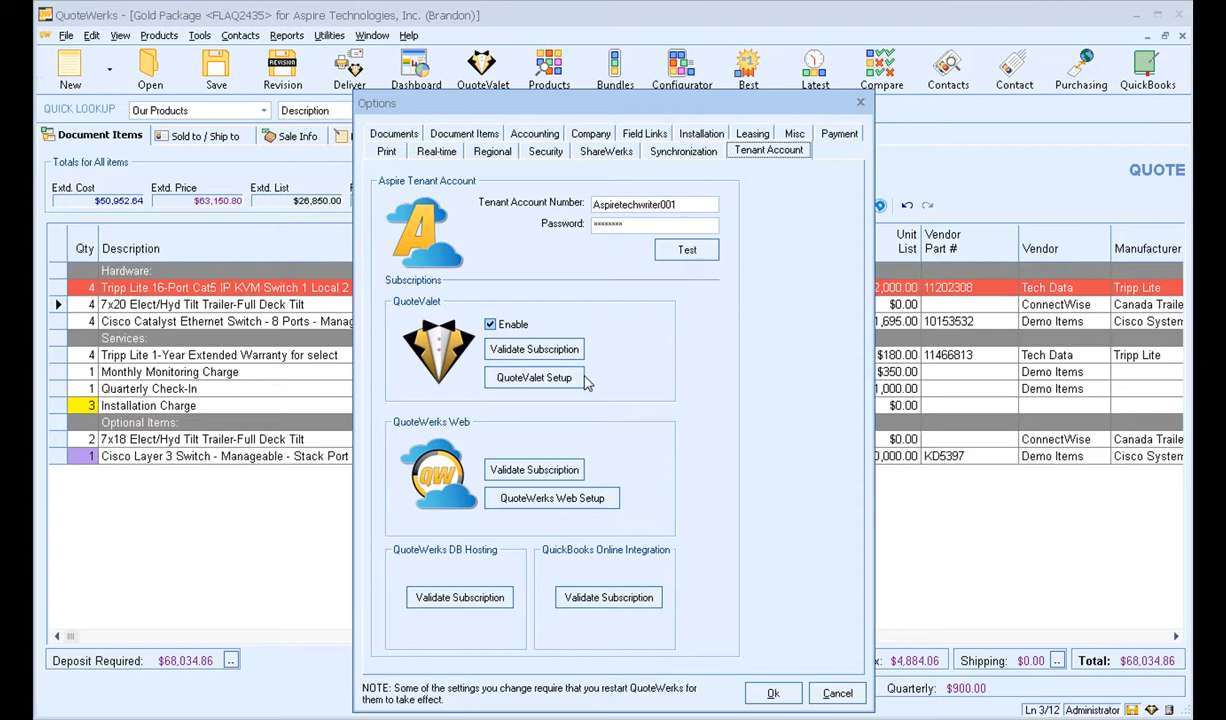 QuoteWerks - [Gold Package <FLAQ2435> for Aspire Technologies, Inc. (Brandon)]
File Edit View Products Tools Contacts Reports Utilities Window Help
New Open Save Revision Deliver Dashboard QuoteValet Products Bundles Configurator Best Latest Compare Contacts Contact Purchasing QuickBooks
REVISION
#1
QUICK LOOKUP Our Products Description
Options
Document Items Sold to / Ship to Sale Info
Documents Document Items Accounting Company Field Links Installation Leasing Misc Payment
Print Real-time Regional Security ShareWerks Synchronization Tenant Account
Totals for All items
Extd. Cost Extd. Price Extd. List
$50,952.64 $63,150.80 $26,850.00
QUOTE
Aspire Tenant Account
A
Tenant Account Number: Aspiretechwriter001
Password: ********
Test
Subscriptions
QuoteValet
Enable
Validate Subscription
QuoteValet Setup
QuoteWerks Web
QW
Validate Subscription
QuoteWerks Web Setup
QuoteWerks DB Hosting QuickBooks Online Integration
Validate Subscription Validate Subscription
NOTE: Some of the settings you change require that you restart QuoteWerks for
them to take effect.
Ok Cancel
Qty Description
Unit List Vendor Part # Vendor Manufacturer
Hardware:
4 Tripp Lite 16-Port Cat5 IP KVM Switch 1 Local 2 2,000.00 11202308 Tech Data Tripp Lite
4 7x20 Elect/Hyd Tilt Trailer-Full Deck Tilt $0.00 ConnectWise Canada Traile
4 Cisco Catalyst Ethernet Switch - 8 Ports - Manag 1,695.00 10153532 Demo Items Cisco System
Services:
4 Tripp Lite 1-Year Extended Warranty for select $180.00 11466813 Tech Data Tripp Lite
1 Monthly Monitoring Charge $350.00 Demo Items
1 Quarterly Check-In ,000.00 Demo Items
3 Installation Charge $0.00
Optional Items:
2 7x18 Elect/Hyd Tilt Trailer-Full Deck Tilt $0.00 ConnectWise Canada Traile
1 Cisco Layer 3 Switch - Manageable - Stack Port 0,000.00 KD5397 Demo Items Cisco System
Deposit Required: $68,034.86 .. x: $4,884.06 Shipping: $0.00 .. Total: $68,034.86
Quarterly: $900.00
Ln 3/12 Administrator